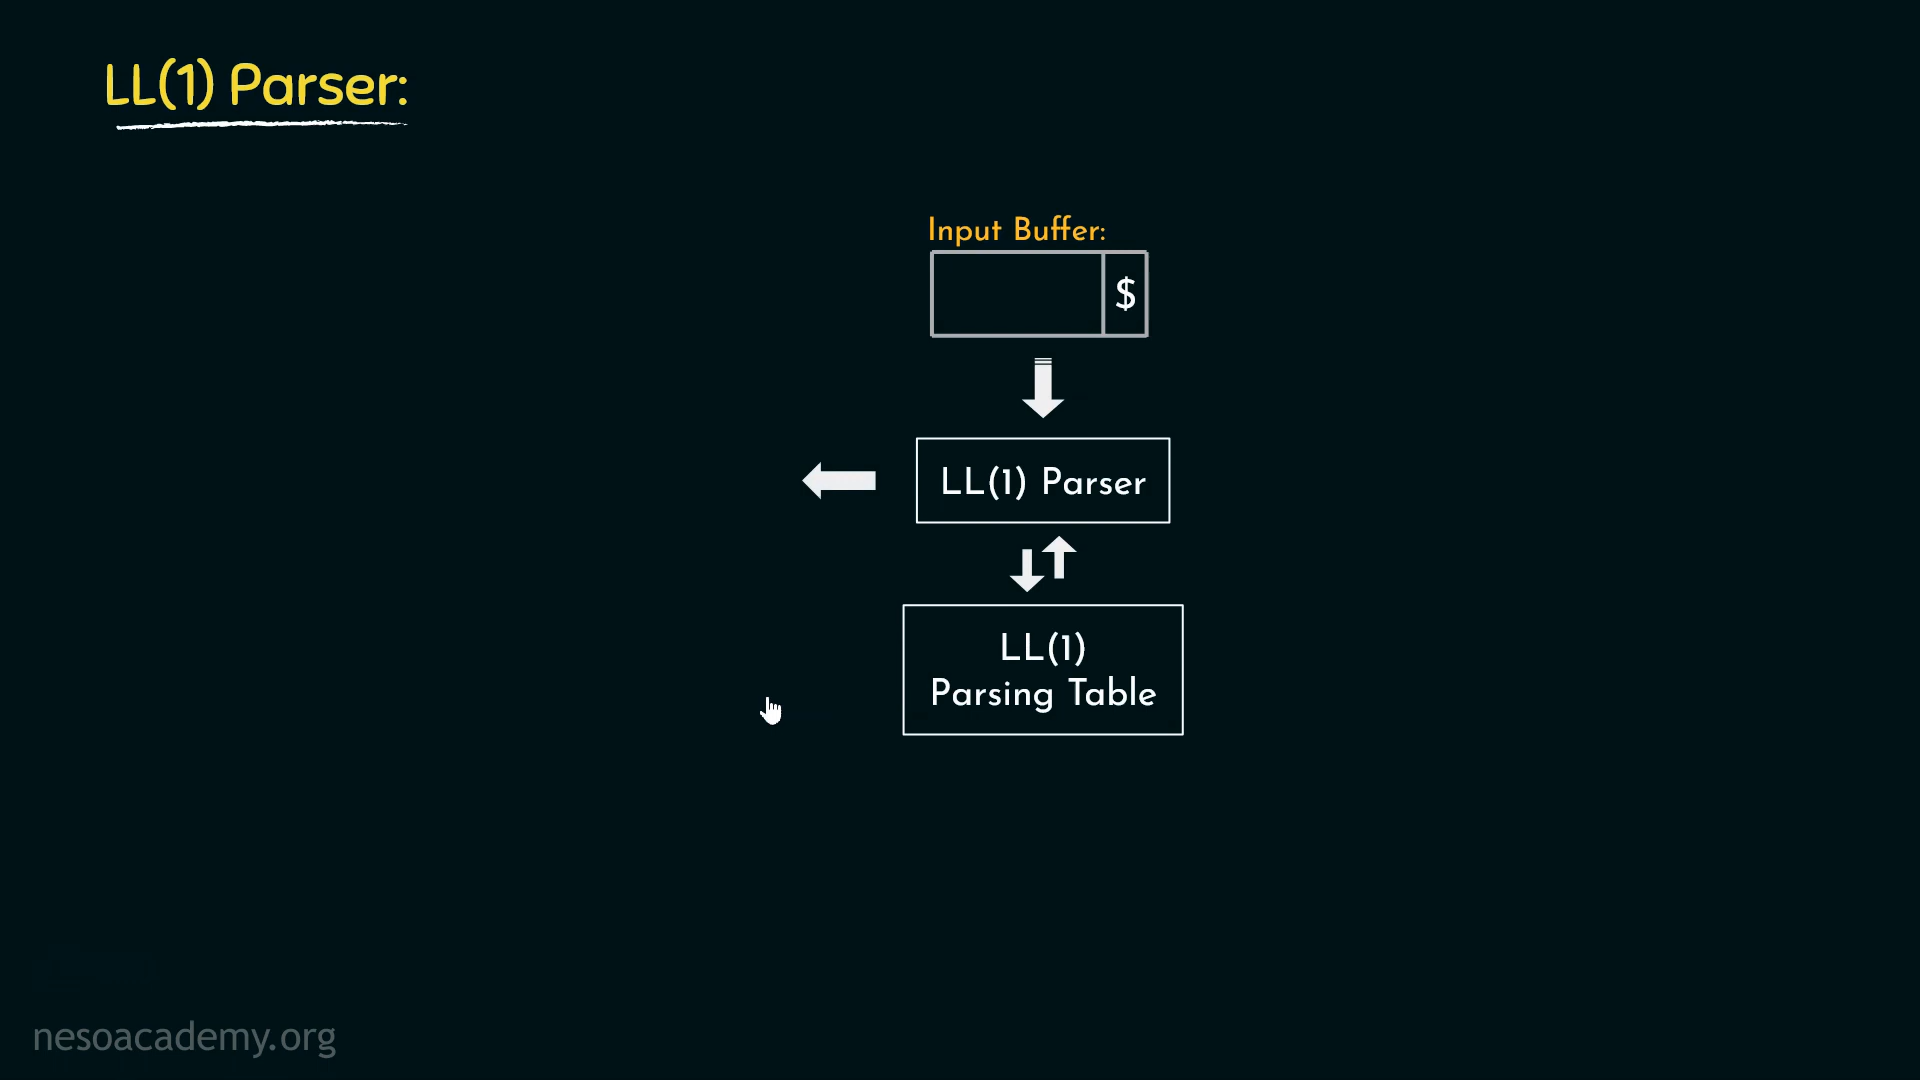 LL(1) Parser:
Input Buffer:
$
LL(1) Parser
LL(1)
Parsing Table
nesoacademy.org